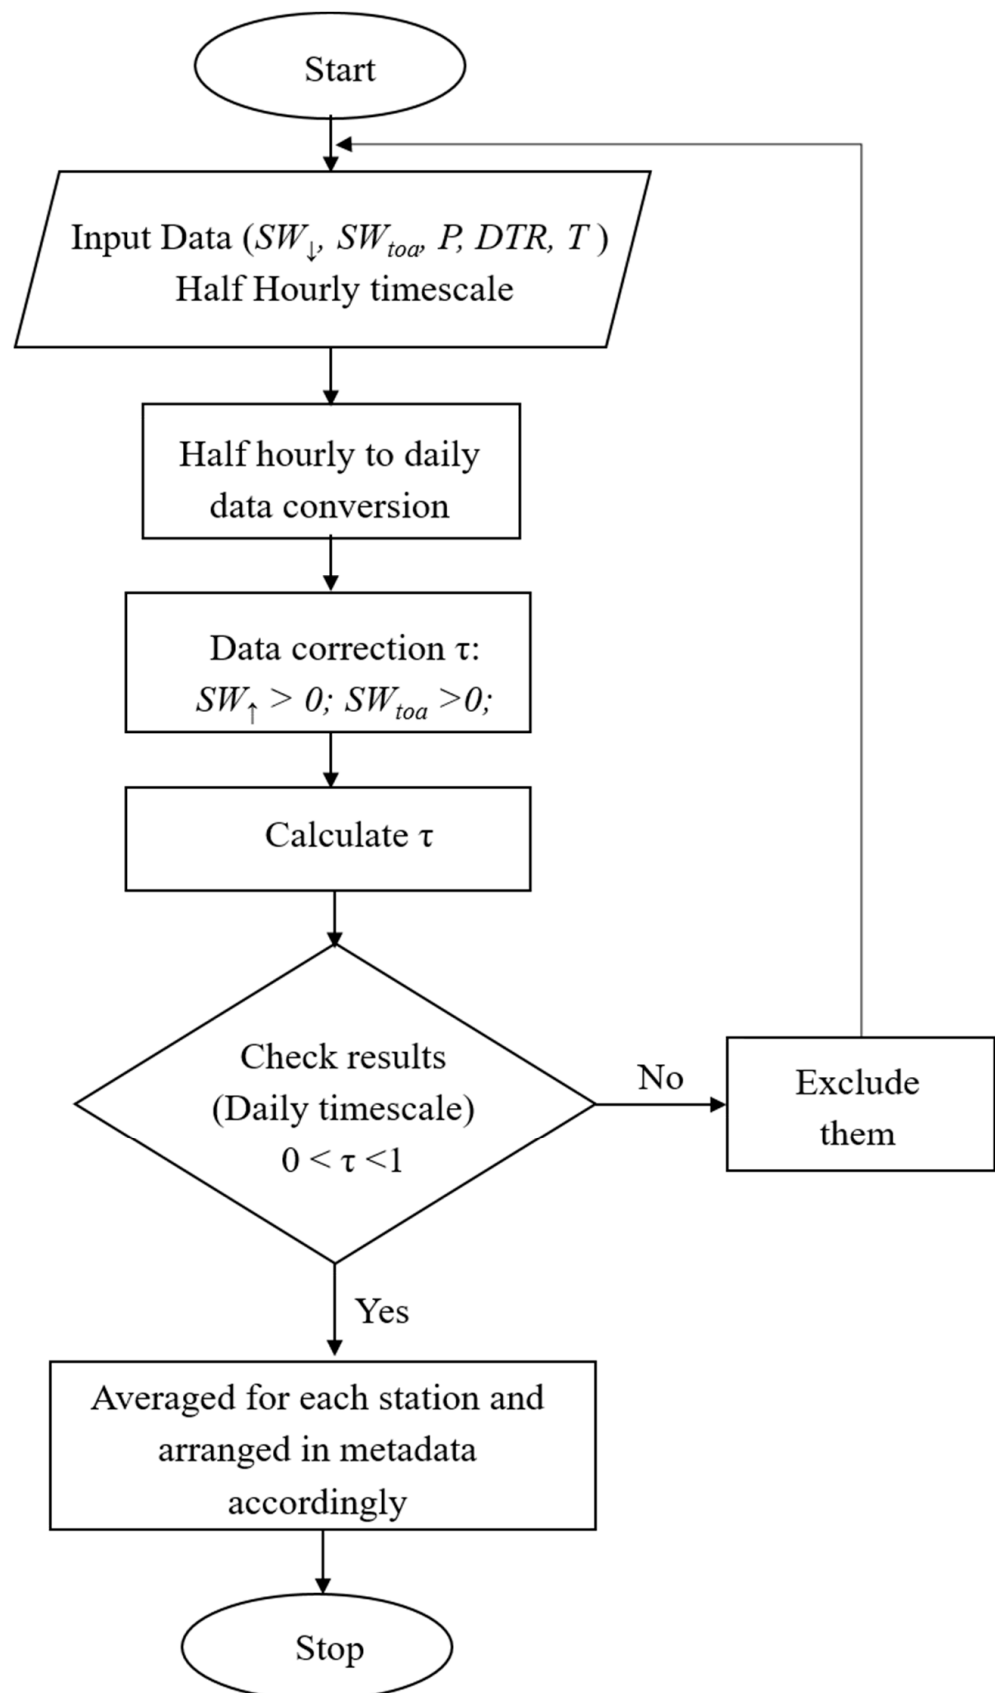 Start
Input Data (SW↓, SWtoa, P, DTR, T )
Half Hourly timescale
Half hourly to daily
data conversion
Data correction τ:
SW↑ > 0; SWtoa >0;
Calculate τ
Check results
(Daily timescale)
0 < τ <1
No
Exclude
them
Yes
Averaged for each station and
arranged in metadata
accordingly
Stop